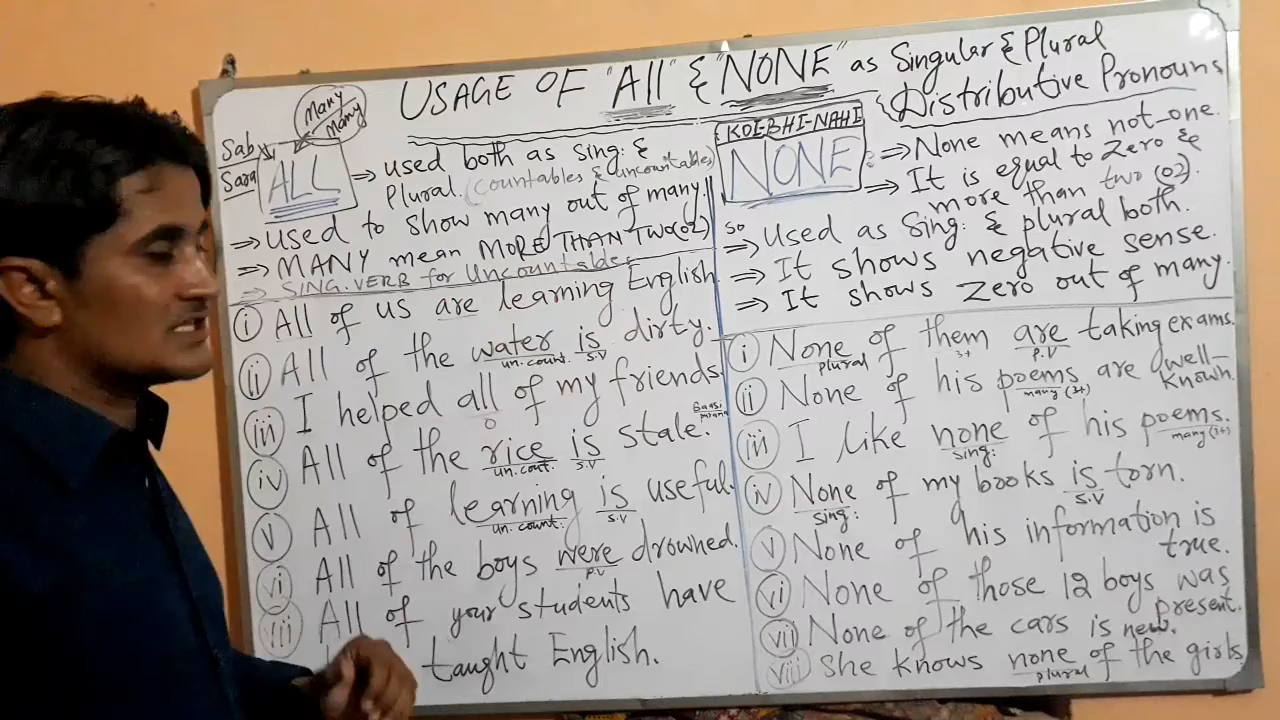 USAGE OF "All" & "NONE" as Singular & Plural
Distributive Pronouns
Many
Many
Sab
Sara
ALL
⇒ used both as Sing: &
Plural. (Countables & Uncountables)
⇒ used to show many out of many
⇒ MANY mean MORE THAN TWO(02)
⇒ SING.VERB for Uncountables
(i) All of us are learning English.
(ii) All of the water is dirty.
un.count. s.v
(iii) I helped all of my friends.
o
(iv) All of the rice is stale.
un.cout. s.v
(v) All of learning is useful.
un.count: s.v
(vi) All of the boys were drowned.
p.v
(vii) All of your students have
taught English.
KOI-BHI-NAHI
NONE
⇒ None means not-one.
⇒ It is equal to zero &
more than two (02).
so
⇒ Used as sing: & plural both.
⇒ It shows negative sense.
⇒ It shows zero out of many.
(i) None of them are taking exams.
plural 3+ P.V
(ii) None of his poems are well-
known.
many (3+)
(iii) I like none of his poems.
sing: many (3+)
(iv) None of my books is torn.
sing: s.v
(v) None of his information is
true.
(vi) None of those 12 boys was
present.
(vii) None of the cars is new.
(viii) She knows none of the girls
plural